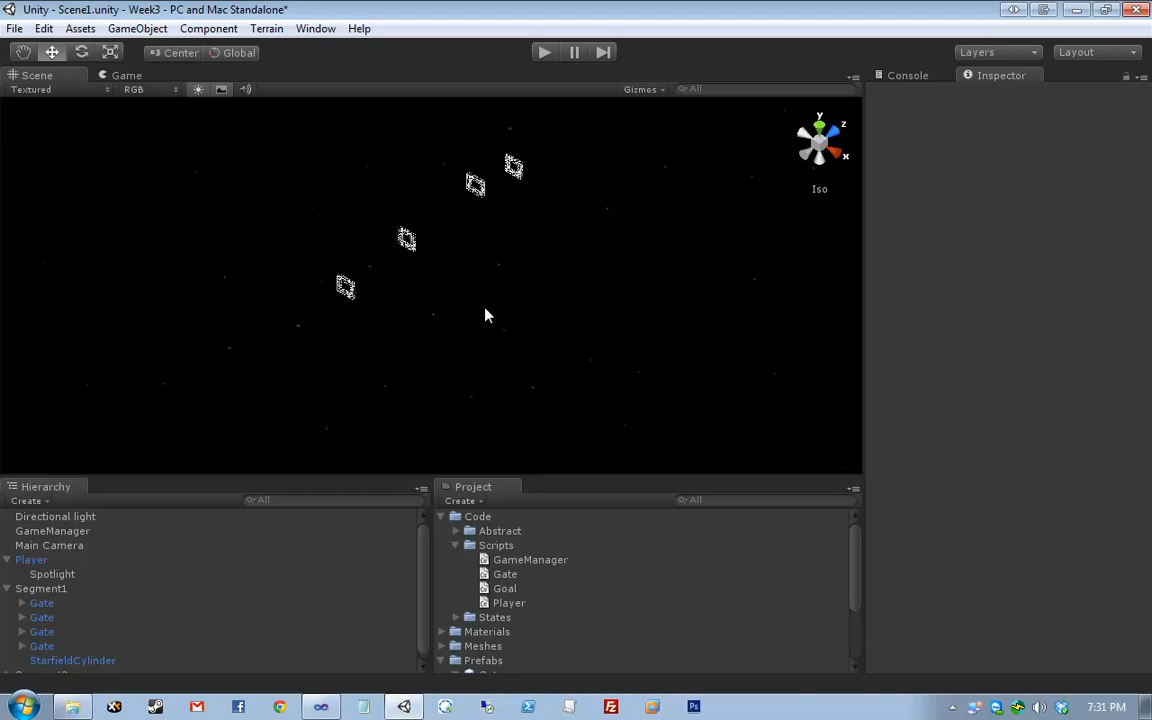 Unity - Scene1.unity - Week3 - PC and Mac Standalone*
File Edit Assets GameObject Component Terrain Window Help
Center Global Layers Layout
Scene Game Console Inspector
Textured RGB Gizmos All
y
z
x
Iso
Hierarchy Project
Create All Create All
Directional light
GameManager
Main Camera
Player
Spotlight
Segment1
Gate
Gate
Gate
Gate
StarfieldCylinder
Code
Abstract
Scripts
GameManager
Gate
Goal
Player
States
Materials
Meshes
Prefabs
7:31 PM